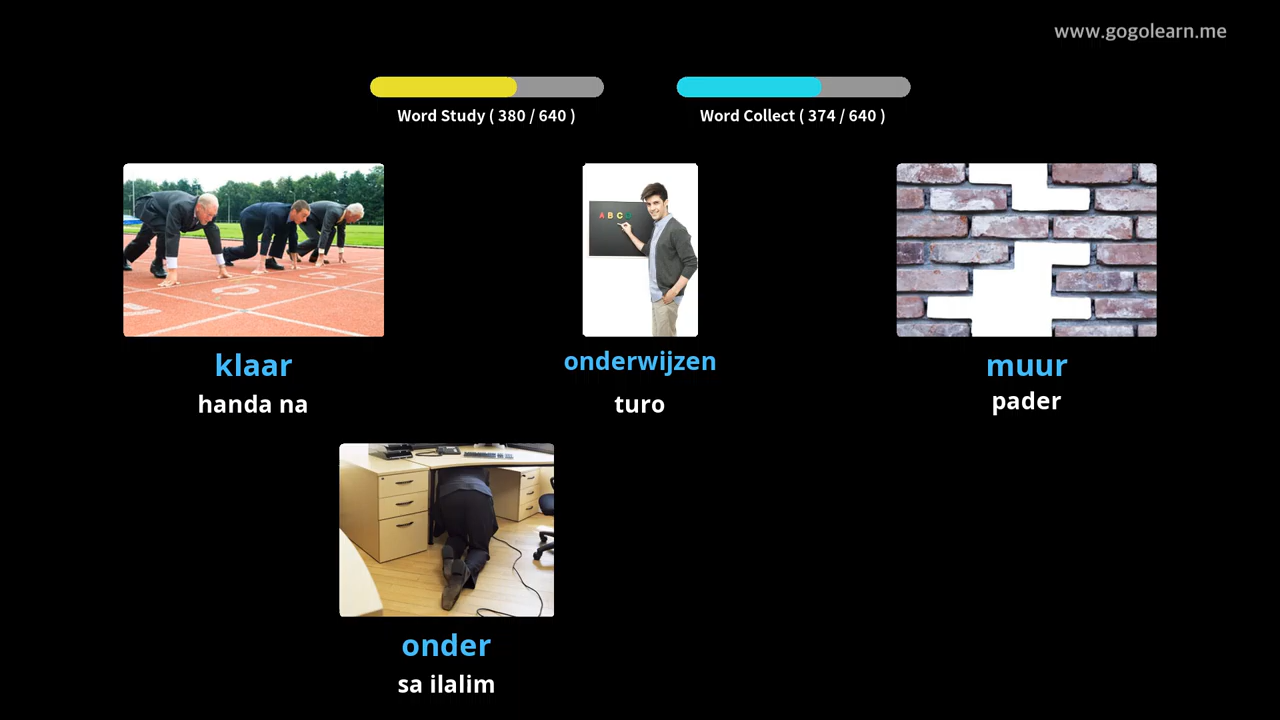 www.gogolearn.me
Word Study ( 380 / 640 )
Word Collect ( 374 / 640 )
A B C D
klaar
onderwijzen
muur
handa na
turo
pader
onder
sa ilalim